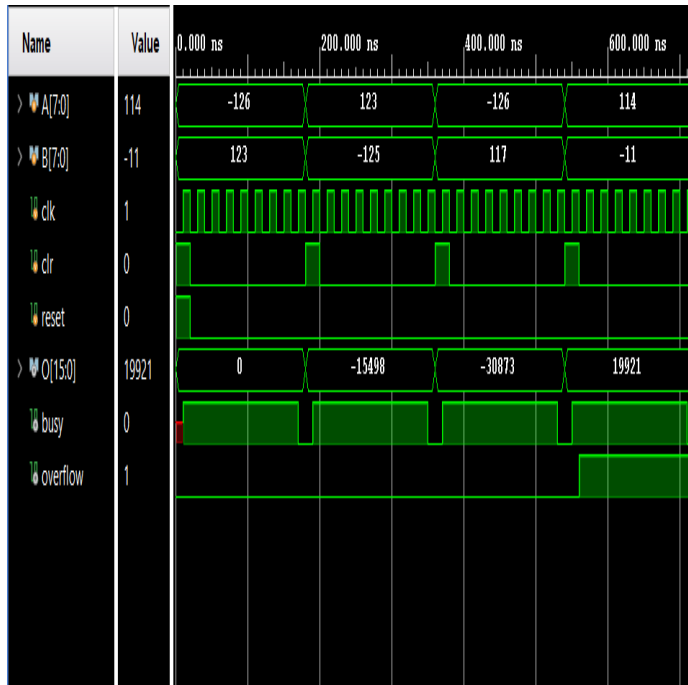 Name Value 0.000 ns 200.000 ns 400.000 ns 600.000 ns
> A[7:0] 114 -126 123 -126 114
> B[7:0] -11 123 -125 117 -11
clk 1
clr 0
reset 0
> O[15:0] 19921 0 -15498 -30873 19921
busy 0
overflow 1